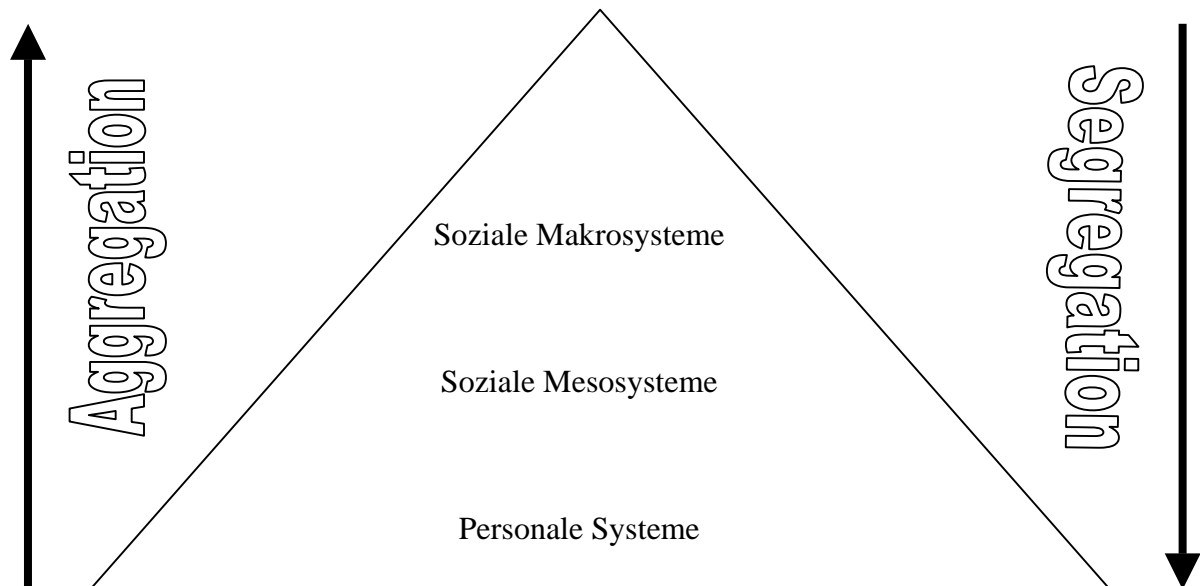 Aggregation
Soziale Makrosysteme
Soziale Mesosysteme
Personale Systeme
Segregation